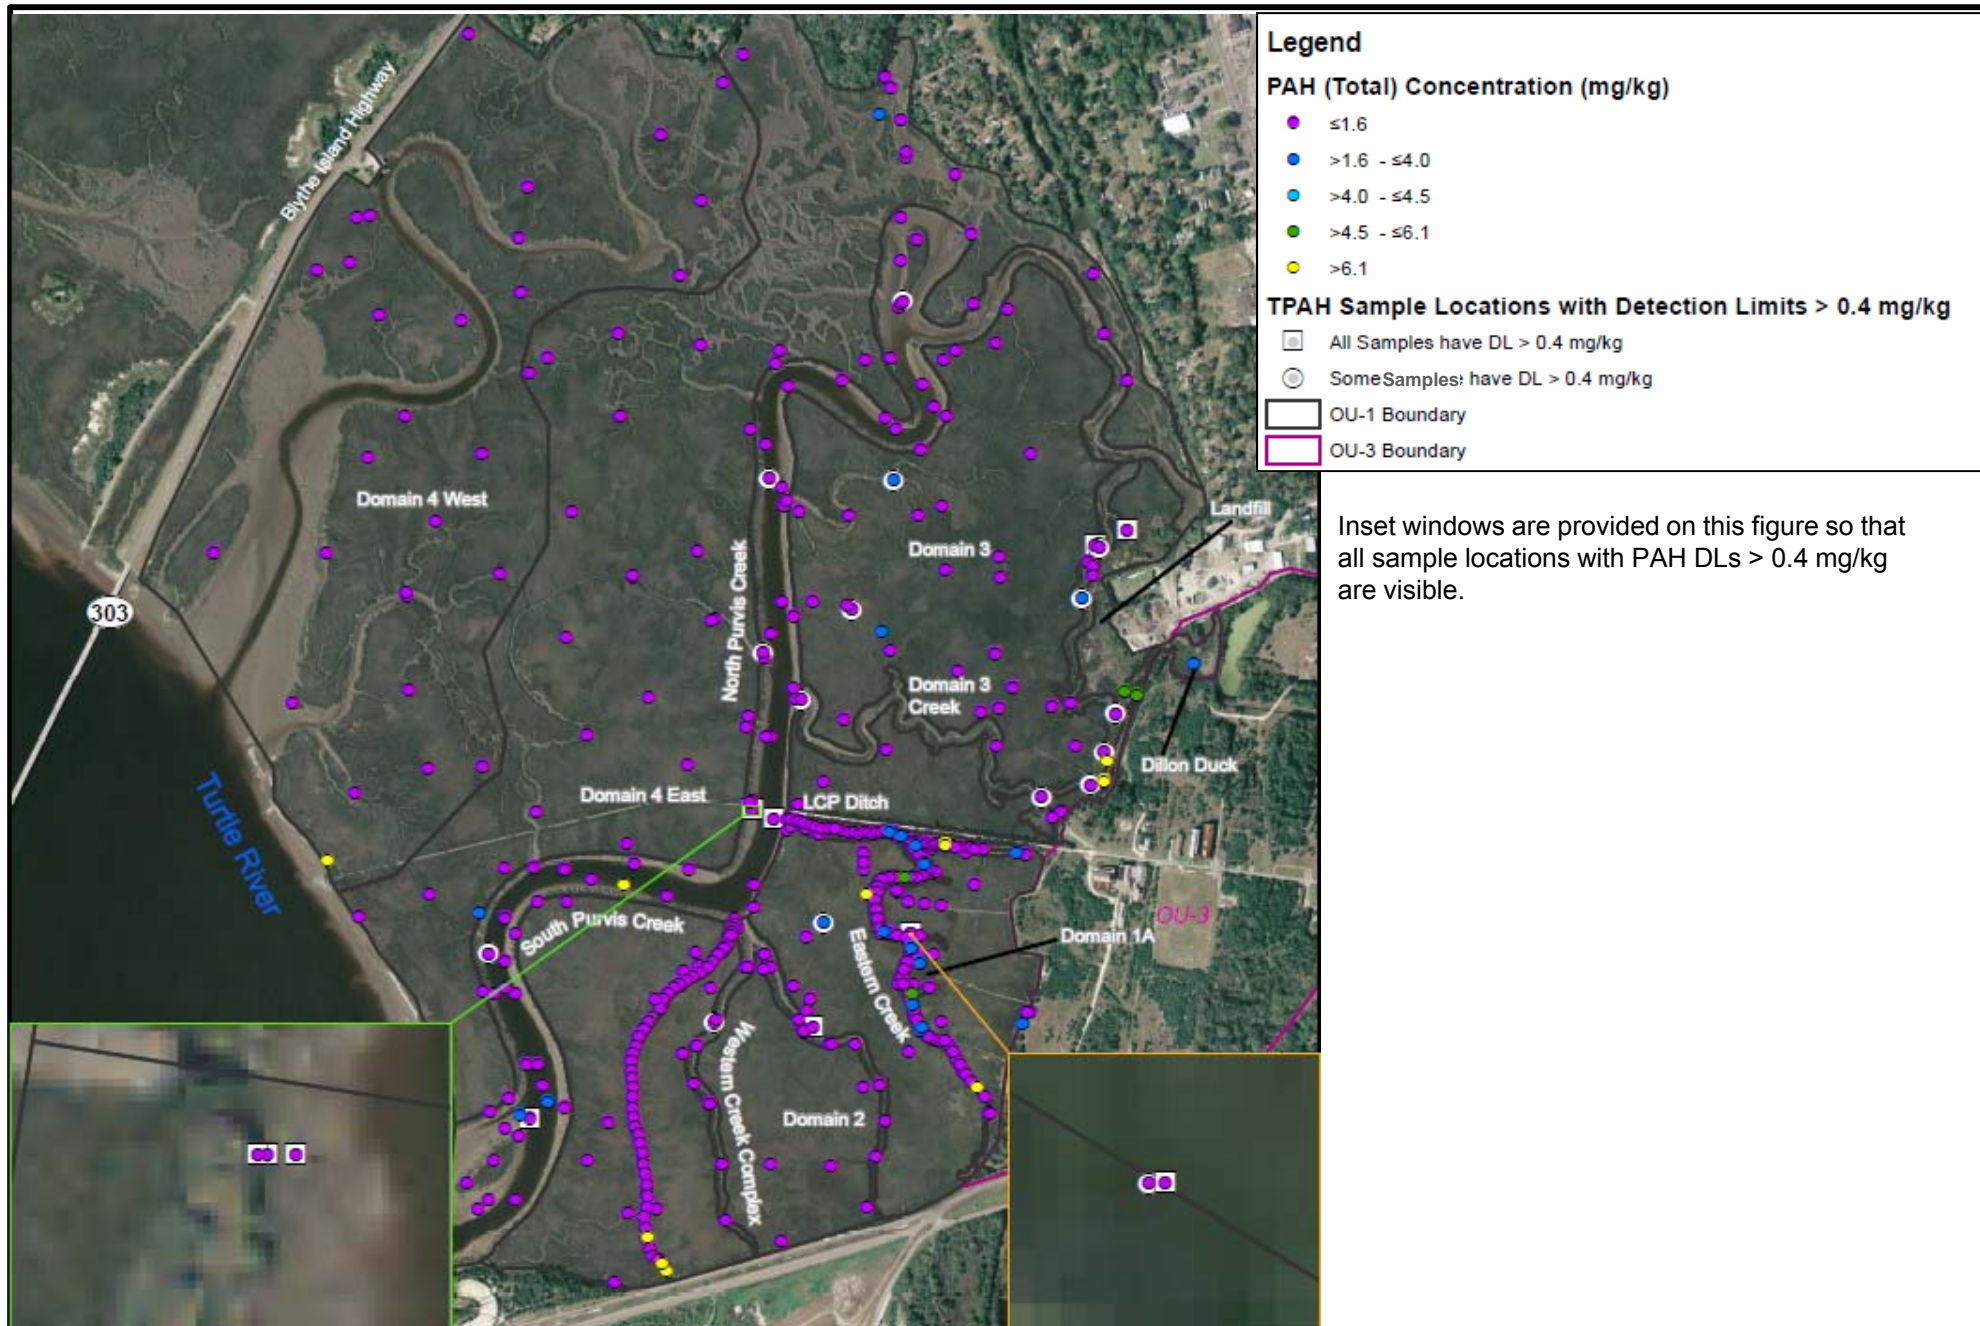 Legend
PAH (Total) Concentration (mg/kg)
≤1.6
>1.6 - ≤4.0
>4.0 - ≤4.5
>4.5 - ≤6.1
>6.1
TPAH Sample Locations with Detection Limits > 0.4 mg/kg
All Samples have DL > 0.4 mg/kg
Some Samples have DL > 0.4 mg/kg
OU-1 Boundary
OU-3 Boundary
Inset windows are provided on this figure so that
all sample locations with PAH DLs > 0.4 mg/kg
are visible.
Blythe Island Highway
Domain 4 West
Landfill
Domain 3
North Purvis Creek
303
Domain 3
Creek
Dillon Duck
Domain 4 East
LCP Ditch
Turtle River
South Purvis Creek
OU-3
Domain 1A
Eastern Creek
Western Creek Complex
Domain 2